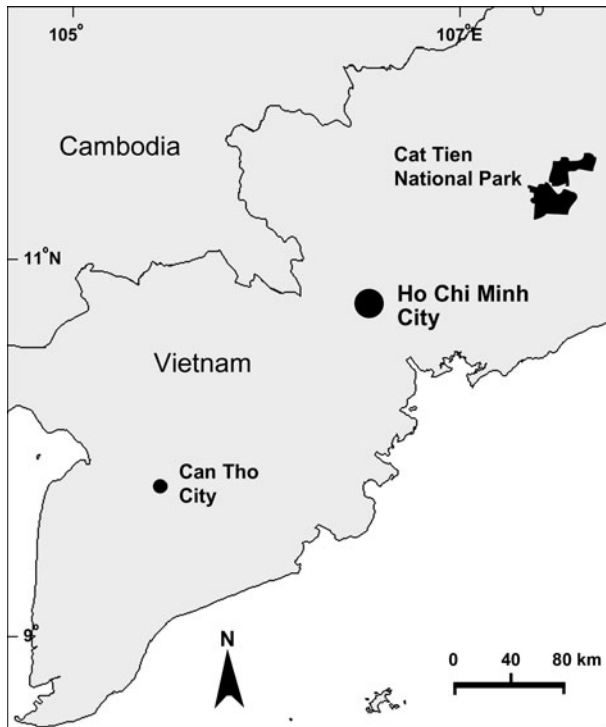 105°
107°E
Cambodia
Cat Tien
National Park
11°N
Ho Chi Minh
City
Vietnam
Can Tho
City
9°
N
0 40 80 km